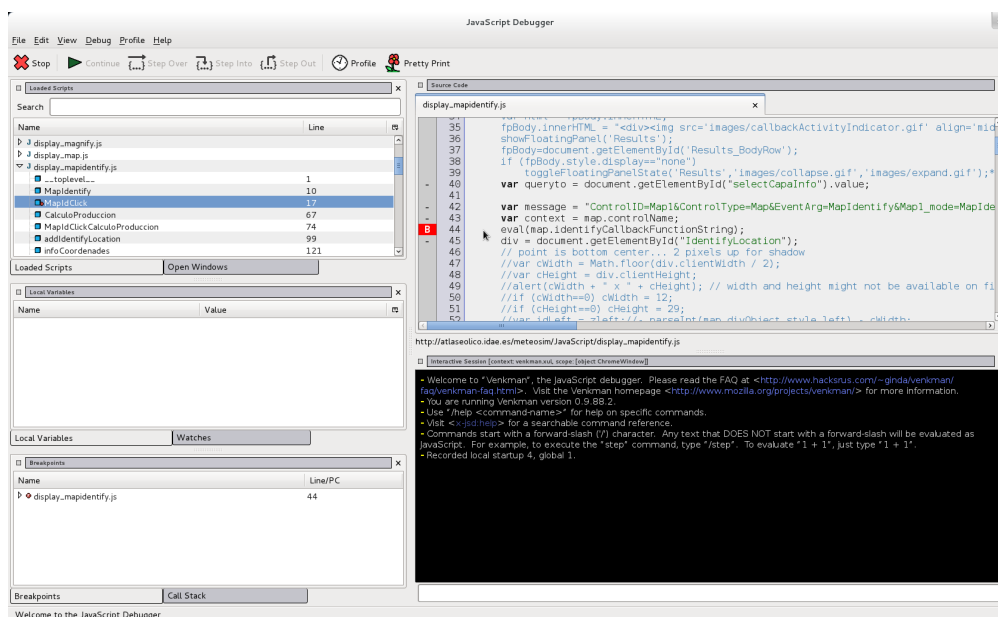 JavaScript Debugger
File Edit View Debug Profile Help
Stop Continue Step Over Step Into Step Out Profile Pretty Print
Loaded Scripts
Search
Name Line
display_magnify.js
display_map.js
display_mapidentify.js
__toplevel__ 1
MapIdentify 10
MapIdClick 17
CalculoProduccion 67
MapIdClickCalculoProduccion 74
addIdentifyLocation 99
infoCoordenades 121
Loaded Scripts Open Windows
Local Variables
Name Value
Local Variables Watches
Breakpoints
Name Line/PC
display_mapidentify.js 44
Breakpoints Call Stack
Welcome to the JavaScript Debugger
Source Code
display_mapidentify.js
35 fpBody.innerHTML = "<div><img src='images/callbackActivityIndicator.gif' align='mid
36 showFloatingPanel('Results');
37 fpBody=document.getElementById('Results_BodyRow');
38 if (fpBody.style.display=="none")
39 toggleFloatingPanelState('Results','images/collapse.gif','images/expand.gif');*
- 40 var queryto = document.getElementById("selectCapaInfo").value;
41
- 42 var message = "ControlID=Map1&ControlType=Map&EventArg=MapIdentify&Map1_mode=MapIde
- 43 var context = map.controlName;
B 44 eval(map.identifyCallbackFunctionString);
- 45 div = document.getElementById("IdentifyLocation");
46 // point is bottom center... 2 pixels up for shadow
47 //var cWidth = Math.floor(div.clientWidth / 2);
48 //var cHeight = div.clientHeight;
49 //alert(cWidth + " x " + cHeight); // width and height might not be available on fi
50 //if (cWidth==0) cWidth = 12;
51 //if (cHeight==0) cHeight = 29;
52 //var idLeft = zleft;//- parseInt(map.divObject.style.left) - cWidth;
http://atlaseolico.idae.es/meteosim/JavaScript/display_mapidentify.js
Interactive Session [context: venkman.xul, scope: [object ChromeWindow]]
- Welcome to "Venkman", the JavaScript debugger. Please read the FAQ at <http://www.hacksrus.com/~ginda/venkman/
faq/venkman-faq.html>. Visit the Venkman homepage <http://www.mozilla.org/projects/venkman/> for more information.
- You are running Venkman version 0.9.88.2.
- Use "/help <command-name>" for help on specific commands.
- Visit <x-jsd:help> for a searchable command reference.
- Commands start with a forward-slash ('/') character. Any text that DOES NOT start with a forward-slash will be evaluated as
JavaScript. For example, to execute the "step" command, type "/step". To evaluate "1 + 1", just type "1 + 1".
- Recorded local startup 4, global 1.